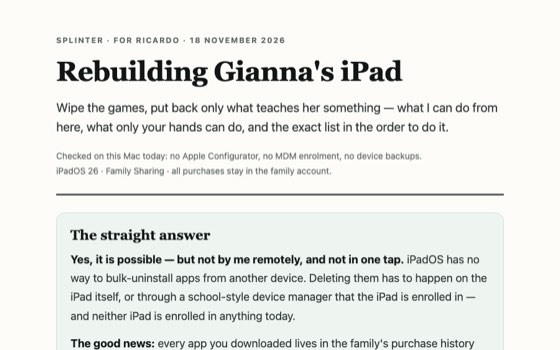 SPLINTER · FOR RICARDO · 18 NOVEMBER 2026
Rebuilding Gianna's iPad
Wipe the games, put back only what teaches her something — what I can do from
here, what only your hands can do, and the exact list in the order to do it.
Checked on this Mac today: no Apple Configurator, no MDM enrolment, no device backups.
iPadOS 26 · Family Sharing · all purchases stay in the family account.
The straight answer
Yes, it is possible — but not by me remotely, and not in one tap. iPadOS has no
way to bulk-uninstall apps from another device. Deleting them has to happen on the
iPad itself, or through a school-style device manager that the iPad is enrolled in —
and neither iPad is enrolled in anything today.
The good news: every app you downloaded lives in the family's purchase history